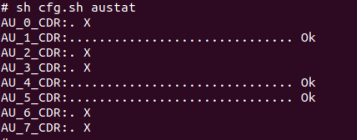 # sh cfg.sh austat
AU_0_CDR:. X
AU_1_CDR:............................ Ok
AU_2_CDR:. X
AU_3_CDR:. X
AU_4_CDR:............................ Ok
AU_5_CDR:............................ Ok
AU_6_CDR:. X
AU_7_CDR:. X